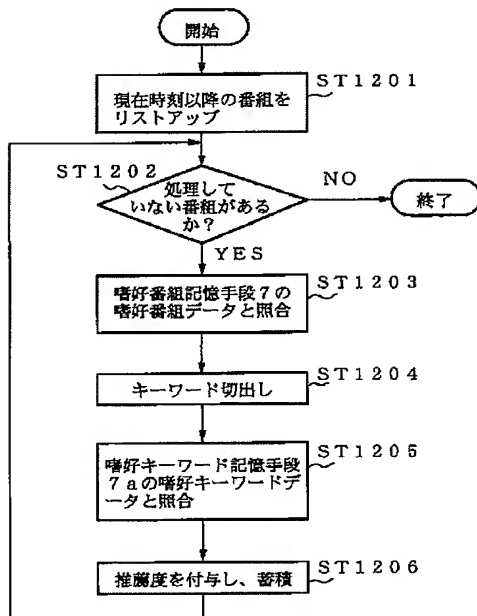 開始
ST1201
現在時刻以降の番組を
リストアップ
ST1202
処理して
いない番組がある
か?
NO
終了
YES
ST1203
嗜好番組記憶手段7の
嗜好番組データと照合
ST1204
キーワード切出し
ST1205
嗜好キーワード記憶手段
7aの嗜好キーワードデ
ータと照合
ST1206
推薦度を付与し、蓄積